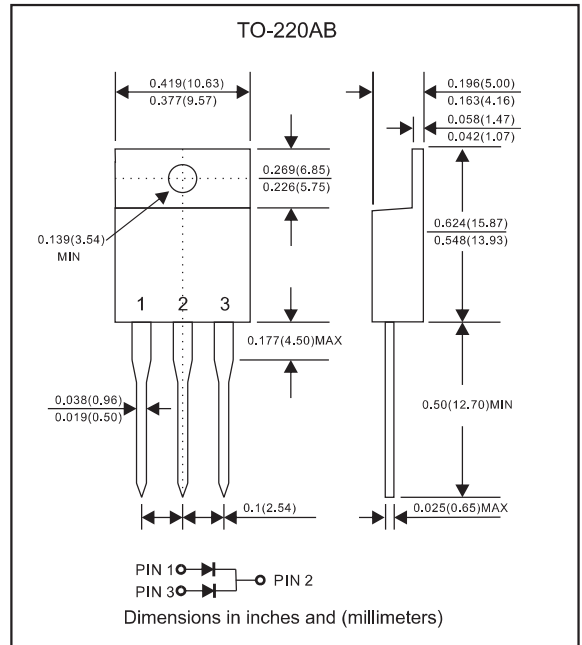 TO-220AB
0.419(10.63)
0.377(9.57)
0.196(5.00)
0.163(4.16)
0.058(1.47)
0.042(1.07)
0.269(6.85)
0.226(5.75)
0.624(15.87)
0.548(13.93)
0.139(3.54)
MIN
1 2 3
0.177(4.50)MAX
0.038(0.96)
0.019(0.50)
0.50(12.70)MIN
0.1(2.54)
0.025(0.65)MAX
PIN 1
PIN 2
PIN 3
Dimensions in inches and (millimeters)